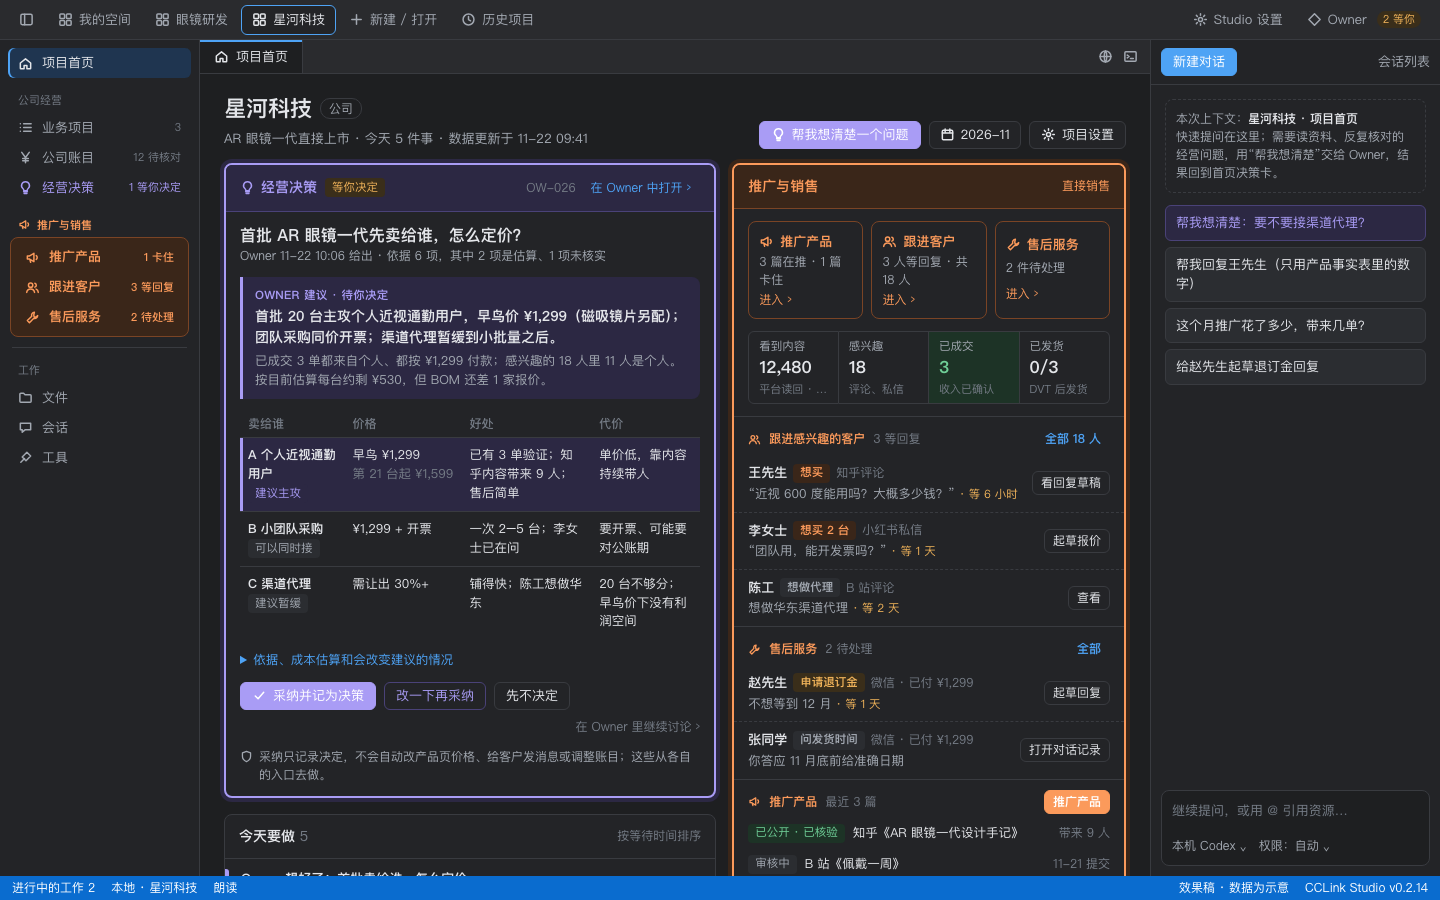 我的空间
眼镜研发
星河科技
新建 / 打开
历史项目
Studio 设置
Owner
2 等你
项目首页
公司经营
业务项目
3
公司账目
12 待核对
经营决策
1 等你决定
推广与销售
推广产品
1 卡住
跟进客户
3 等回复
售后服务
2 待处理
工作
文件
会话
工具
项目首页
星河科技
公司
AR 眼镜一代直接上市 · 今天 5 件事 · 数据更新于 11-22 09:41
帮我想清楚一个问题
2026-11
项目设置
经营决策
等你决定
OW-026
在 Owner 中打开 ›
首批 AR 眼镜一代先卖给谁，怎么定价？
Owner 11-22 10:06 给出 · 依据 6 项，其中 2 项是估算、1 项未核实
OWNER 建议 · 待你决定
首批 20 台主攻个人近视通勤用户，早鸟价 ¥1,299（磁吸镜片另配）；
团队采购同价开票；渠道代理暂缓到小批量之后。
已成交 3 单都来自个人、都按 ¥1,299 付款；感兴趣的 18 人里 11 人是个人。
按目前估算每台约剩 ¥530，但 BOM 还差 1 家报价。
卖给谁
价格
好处
代价
A 个人近视通勤
用户
建议主攻
早鸟 ¥1,299
第 21 台起 ¥1,599
已有 3 单验证；知
乎内容带来 9 人；
售后简单
单价低，靠内容
持续带人
B 小团队采购
可以同时接
¥1,299 + 开票
一次 2–5 台；李女
士已在问
要开票、可能要
对公账期
C 渠道代理
建议暂缓
需让出 30%+
铺得快；陈工想做华
东
20 台不够分；
早鸟价下没有利
润空间
依据、成本估算和会改变建议的情况
采纳并记为决策
改一下再采纳
先不决定
在 Owner 里继续讨论 ›
采纳只记录决定，不会自动改产品页价格、给客户发消息或调整账目；这些从各自
的入口去做。
今天要做 5
按等待时间排序
推广与销售
直接销售
推广产品
3 篇在推 · 1 篇
卡住
进入 ›
跟进客户
3 人等回复 · 共
18 人
进入 ›
售后服务
2 件待处理
进入 ›
看到内容
12,480
平台读回 · …
感兴趣
18
评论、私信
已成交
3
收入已确认
已发货
0/3
DVT 后发货
跟进感兴趣的客户
3 等回复
全部 18 人
王先生
想买
知乎评论
“近视 600 度能用吗？大概多少钱？” · 等 6 小时
看回复草稿
李女士
想买 2 台
小红书私信
“团队用，能开发票吗？” · 等 1 天
起草报价
陈工
想做代理
B 站评论
想做华东渠道代理 · 等 2 天
查看
售后服务
2 待处理
全部
赵先生
申请退订金
微信 · 已付 ¥1,299
不想等到 12 月 · 等 1 天
起草回复
张同学
问发货时间
微信 · 已付 ¥1,299
你答应 11 月底前给准确日期
打开对话记录
推广产品
最近 3 篇
推广产品
已公开 · 已核验
知乎《AR 眼镜一代设计手记》
带来 9 人
审核中
B 站《佩戴一周》
11-21 提交
新建对话
会话列表
本次上下文：星河科技 · 项目首页
快速提问在这里；需要读资料、反复核对的
经营问题，用“帮我想清楚”交给 Owner，结
果回到首页决策卡。
帮我想清楚：要不要接渠道代理？
帮我回复王先生（只用产品事实表里的数
字）
这个月推广花了多少，带来几单？
给赵先生起草退订金回复
继续提问，或用 @ 引用资源…
本机 Codex
权限：自动
进行中的工作 2
本地 · 星河科技
朗读
效果稿 · 数据为示意
CCLink Studio v0.2.14